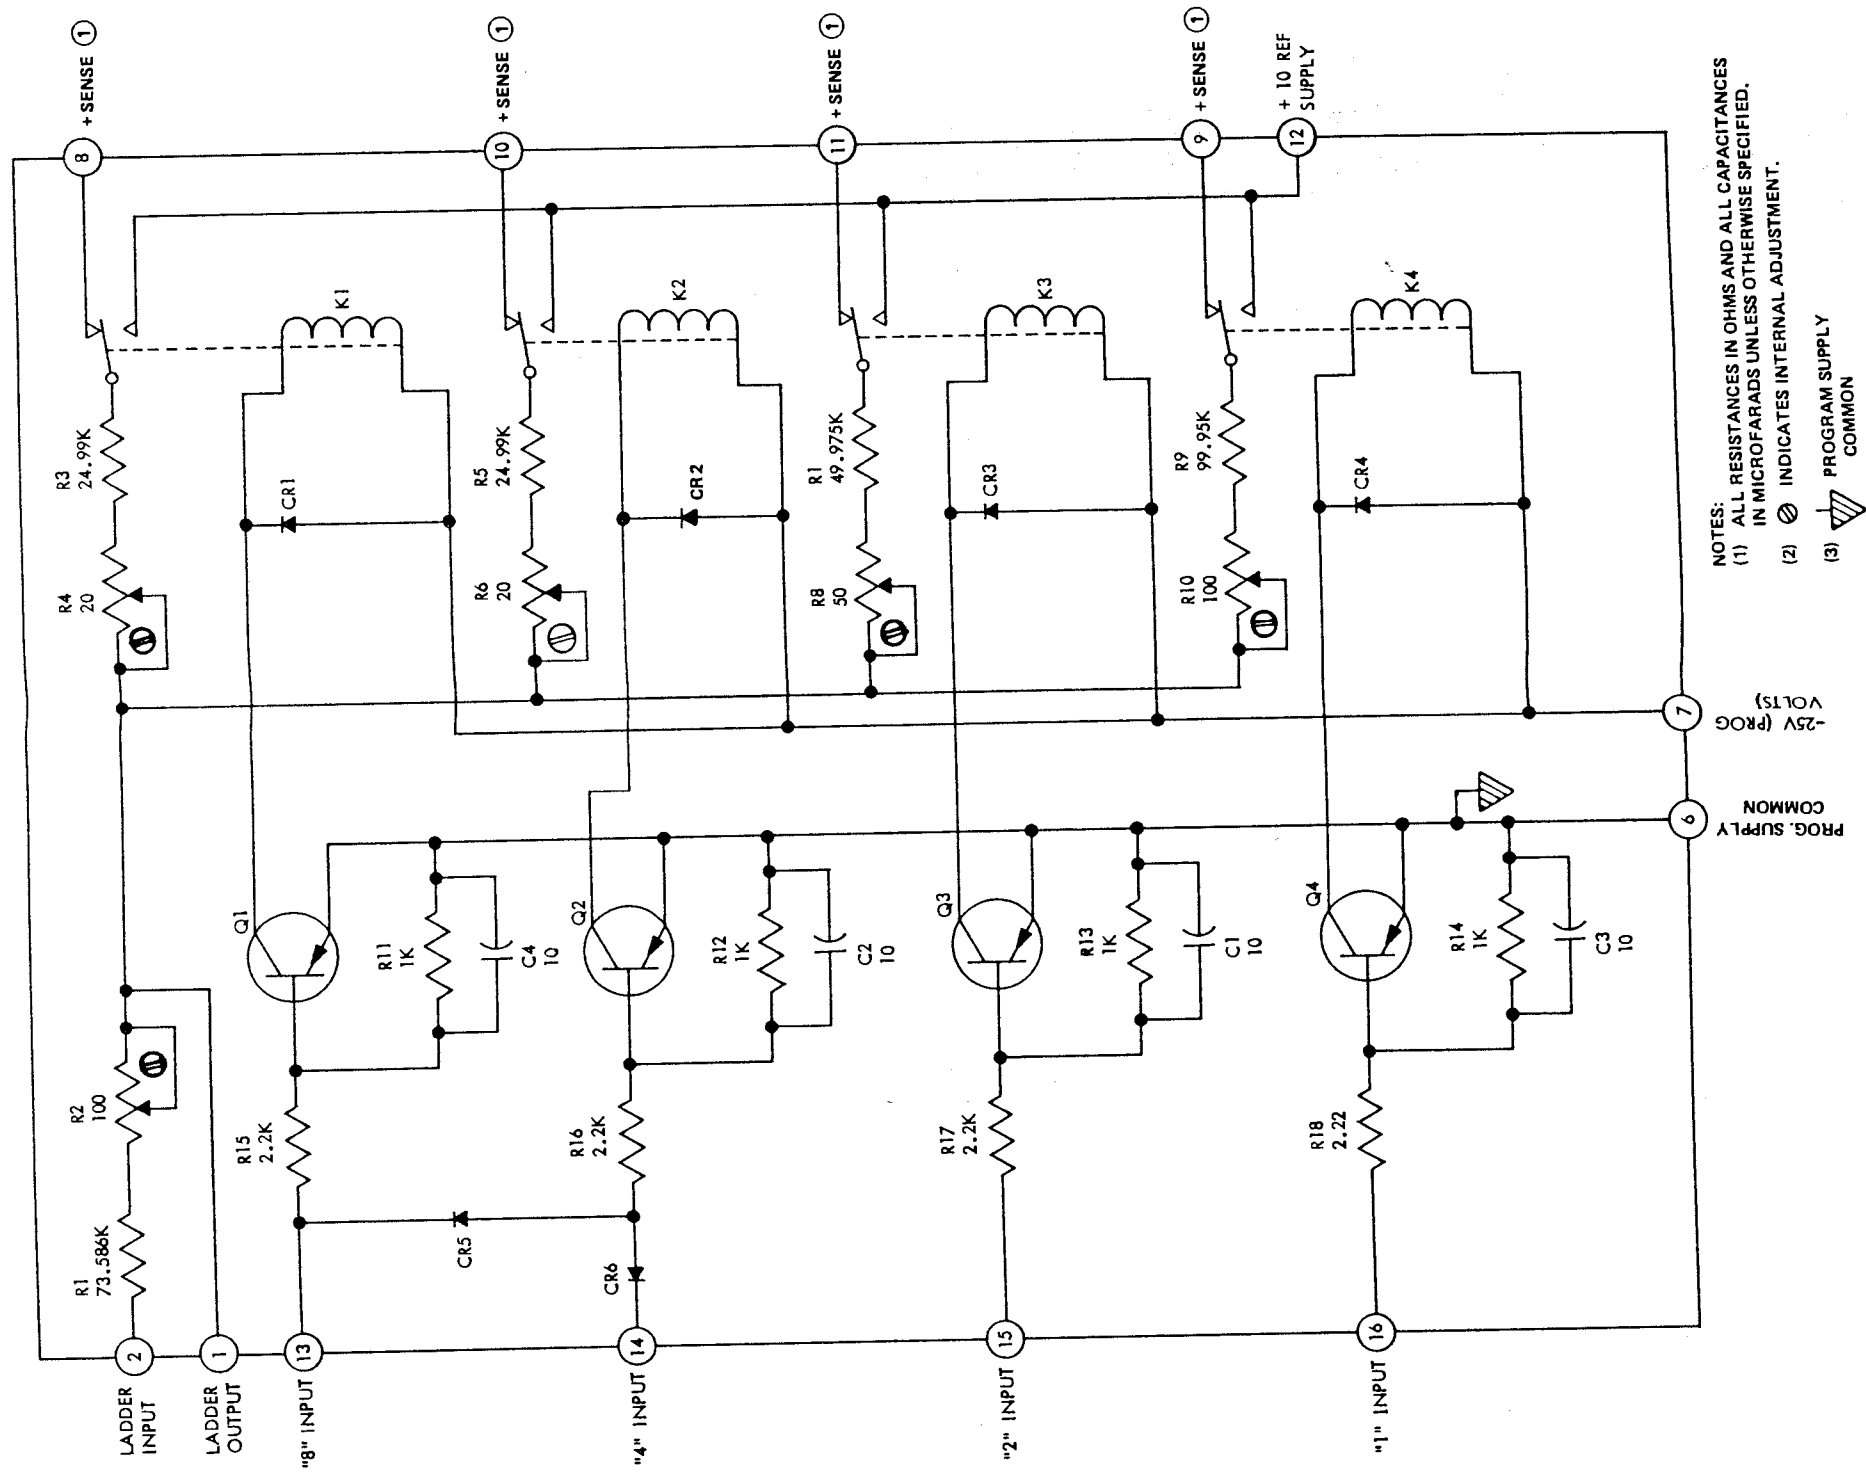 8
+SENSE 1
10
+SENSE 1
11
+SENSE 1
9
+SENSE 1
12
+ 10 REF
SUPPLY
K1
K2
K3
K4
R3
24.99K
R5
24.99K
R1
49.975K
R9
99.95K
CR1
CR2
CR3
CR4
R4
20
R6
20
R8
50
R10
100
7
-25V (PROG
VOLTS)
6
PROG. SUPPLY
COMMON
Q1
Q2
Q3
Q4
R11
1K
C4
10
R12
1K
C2
10
R13
1K
C1
10
R14
1K
C3
10
R2
100
R15
2.2K
R16
2.2K
R17
2.2K
R18
2.22
R1
73.586K
CR5
CR6
2
1
13
14
15
16
LADDER
INPUT
LADDER
OUTPUT
"8" INPUT
"4" INPUT
"2" INPUT
"1" INPUT
NOTES:
(1) ALL RESISTANCES IN OHMS AND ALL CAPACITANCES
IN MICROFARADS UNLESS OTHERWISE SPECIFIED.
(2) INDICATES INTERNAL ADJUSTMENT.
(3) PROGRAM SUPPLY
COMMON